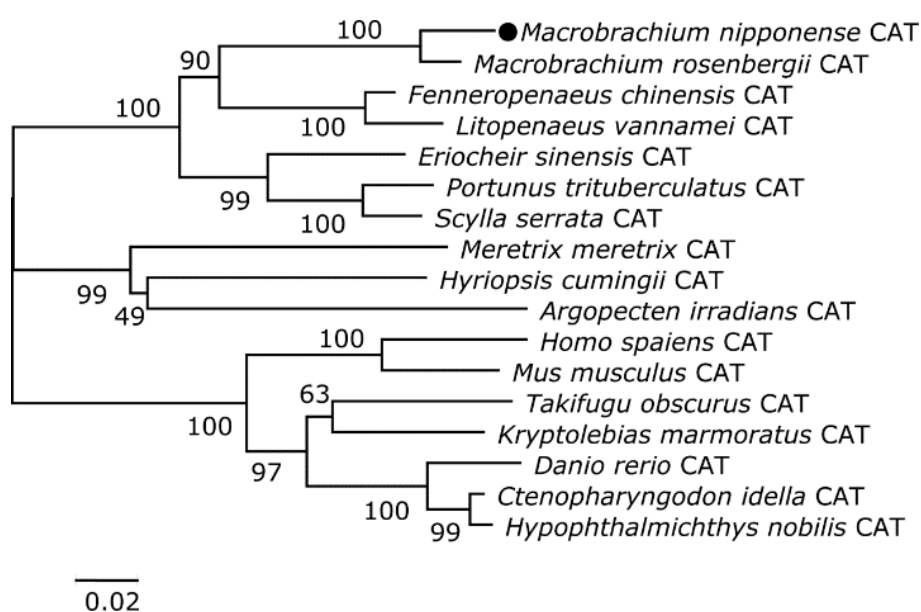 100
Macrobrachium nipponense CAT
90
Macrobrachium rosenbergii CAT
Fenneropenaeus chinensis CAT
100
100
Litopenaeus vannamei CAT
Eriocheir sinensis CAT
Portunus trituberculatus CAT
99
100
Scylla serrata CAT
Meretrix meretrix CAT
Hyriopsis cumingii CAT
99
49
Argopecten irradians CAT
100
Homo spaiens CAT
Mus musculus CAT
63
Takifugu obscurus CAT
100
Kryptolebias marmoratus CAT
97
Danio rerio CAT
Ctenopharyngodon idella CAT
100
99
Hypophthalmichthys nobilis CAT
0.02